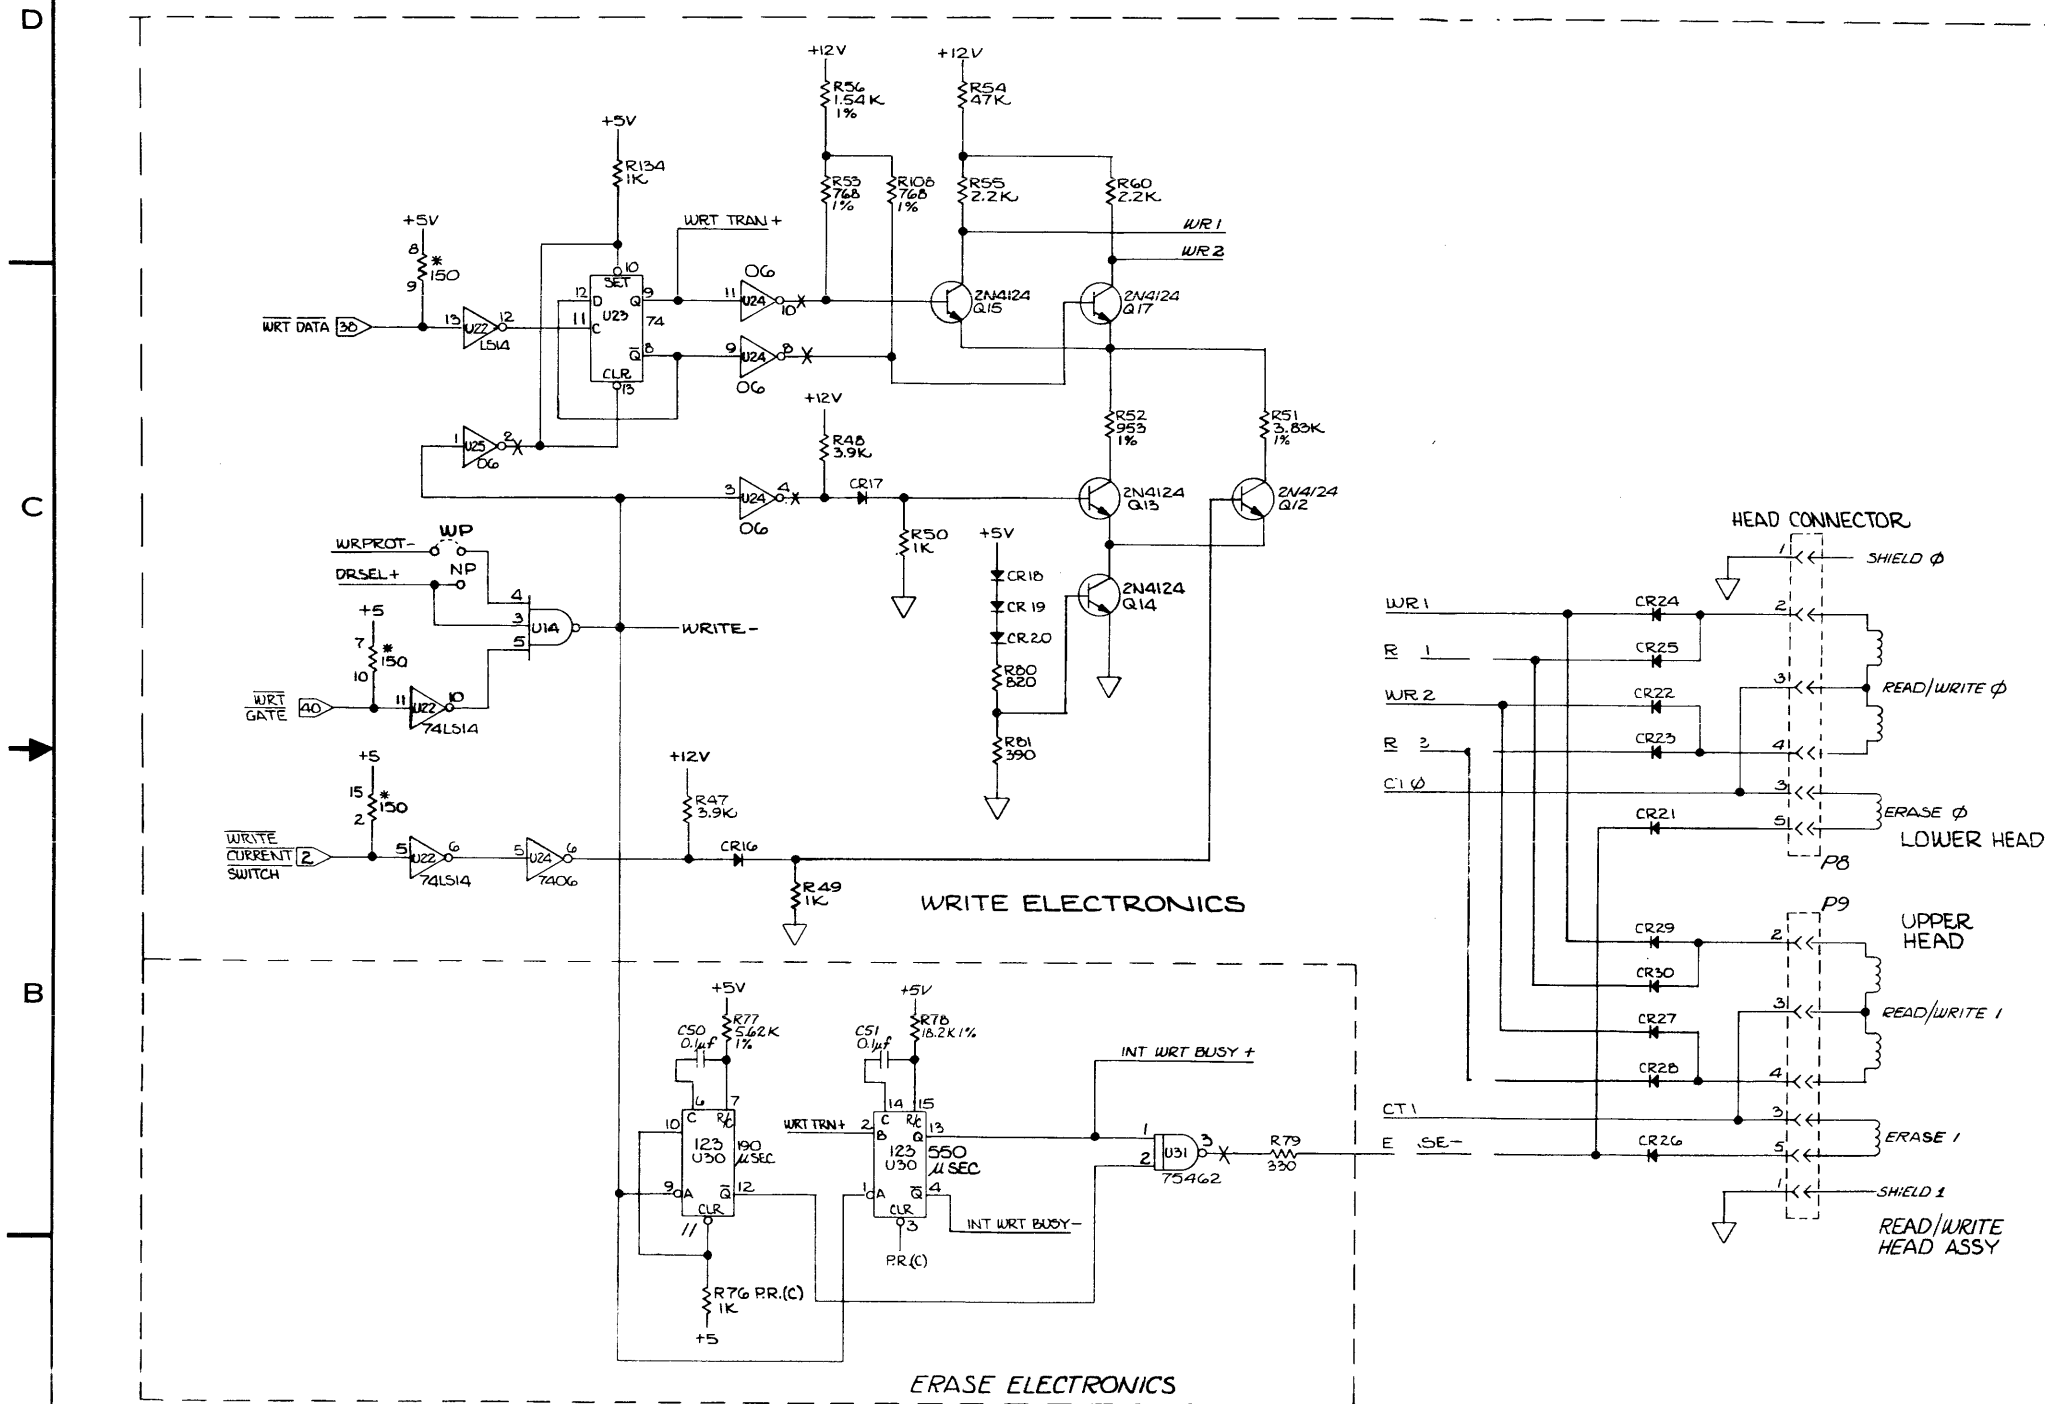 D
C
B
+12V
R56
1.54K
1%
+12V
R54
47K
+5V
R134
1K
R53
768
1%
R108
768
1%
R55
2.2K
R60
2.2K
WRT TRAN+
WR1
WR2
+5V
8
*
150
9
WRT DATA 38
13
U22
12
LS14
10
SET
12
D
Q
9
U23
11
C
74
Q
8
CLR
13
06
11
U24
10
X
9
U24
8
X
06
2N4124
Q15
2N4124
Q17
1
U25
2
X
06
+12V
R48
3.9K
3
U24
4
X
06
CR17
R50
1K
R52
953
1%
R51
3.83K
1%
2N4124
Q13
2N4124
Q12
+5V
CR18
CR19
CR20
R80
820
R81
390
2N4124
Q14
WRPROT-
WP
DRSEL+
NP
4
3
5
U14
WRITE-
+5
7
*
150
10
WRT
GATE 40
11
U22
10
74LS14
+5
15
*
150
2
WRITE
CURRENT 2
SWITCH
5
U22
6
74LS14
5
U24
6
7406
+12V
R47
3.9K
CR16
R49
1K
WRITE ELECTRONICS
HEAD CONNECTOR
1
SHIELD Ø
WR1
CR24
2
R 1
CR25
3
READ/WRITE Ø
WR2
CR22
R
CR23
4
Ø
3
CR21
5
ERASE Ø
LOWER HEAD
P8
P9
UPPER
HEAD
CR29
2
CR30
3
READ/WRITE 1
CR27
CR28
4
CT1
3
ERASE 1
E SE-
CR26
5
1
SHIELD 1
READ/WRITE
HEAD ASSY
+5V
R77
5.62K
1%
C50
0.1µf
6
7
C
R/C
10
123
U30
190
µSEC
9
A
Q
12
CLR
11
R76 P.R.(C)
1K
+5
+5V
R78
18.2K 1%
C51
0.1µf
14
15
C
R/C
WRT TRN+
2
B
Q
13
123
U30
550
µSEC
1
A
Q
4
CLR
3
P.R.(C)
INT WRT BUSY+
INT WRT BUSY-
1
2
U31
3
X
75462
R79
330
ERASE ELECTRONICS